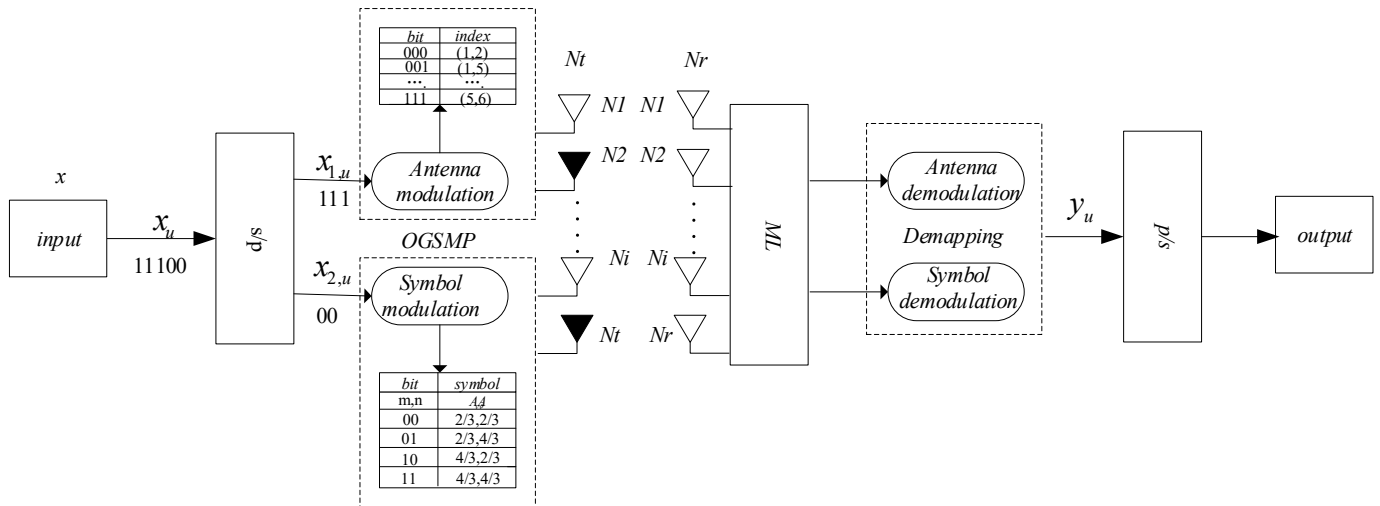 x
input
x_u
11100
s/p
x_{1,u}
111
x_{2,u}
00
bit index
000 (1,2)
001 (1,5)
…. ….
111 (5,6)
Antenna
modulation
OGSMP
Symbol
modulation
bit symbol
m,n
00 2/3,2/3
01 2/3,4/3
10 4/3,2/3
11 4/3,4/3
Nt
N1
N2
Ni
Nt
Nr
N1
N2
Ni
Nr
ML
Antenna
demodulation
Demapping
Symbol
demodulation
y_u
p/s
output